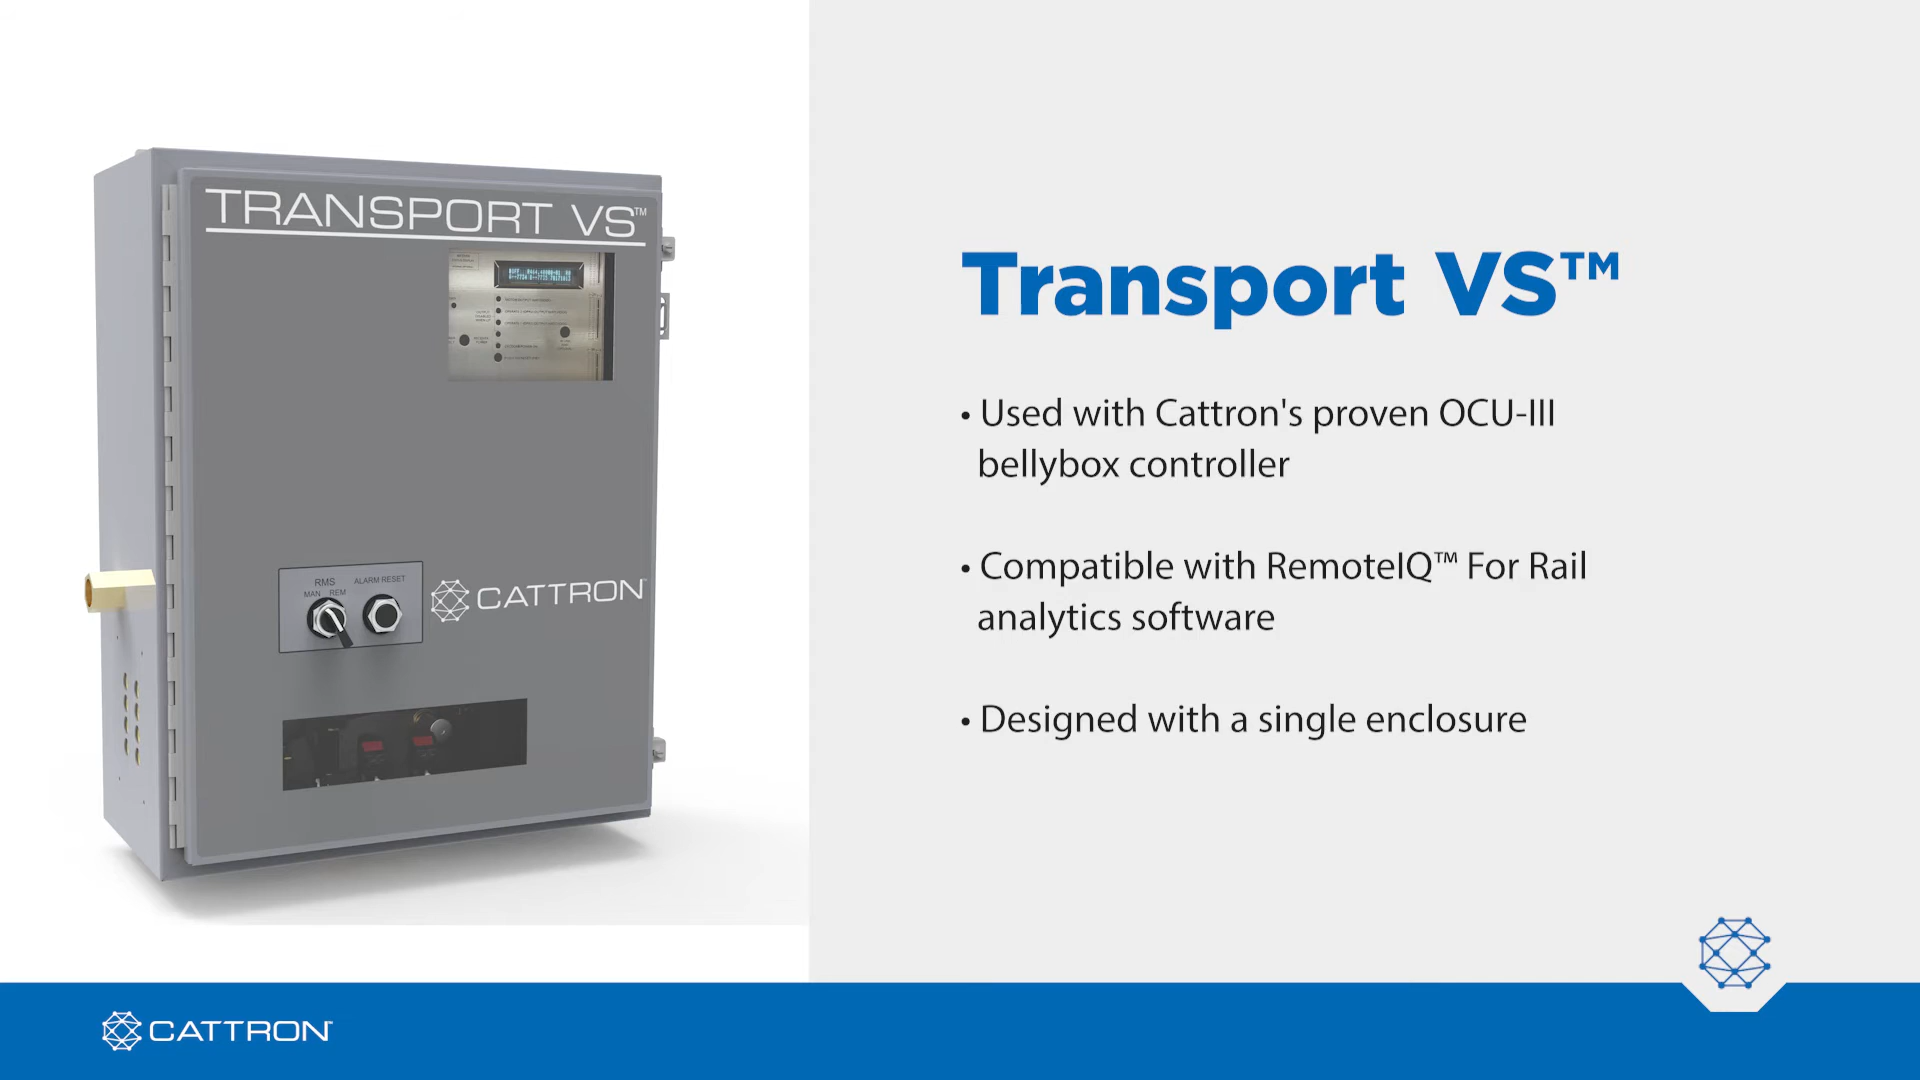 TRANSPORT VS™
RMS
ALARM RESET
MAN REM
CATTRON
Transport VS™
• Used with Cattron's proven OCU-III
bellybox controller
• Compatible with RemoteIQ™ For Rail
analytics software
• Designed with a single enclosure
CATTRON